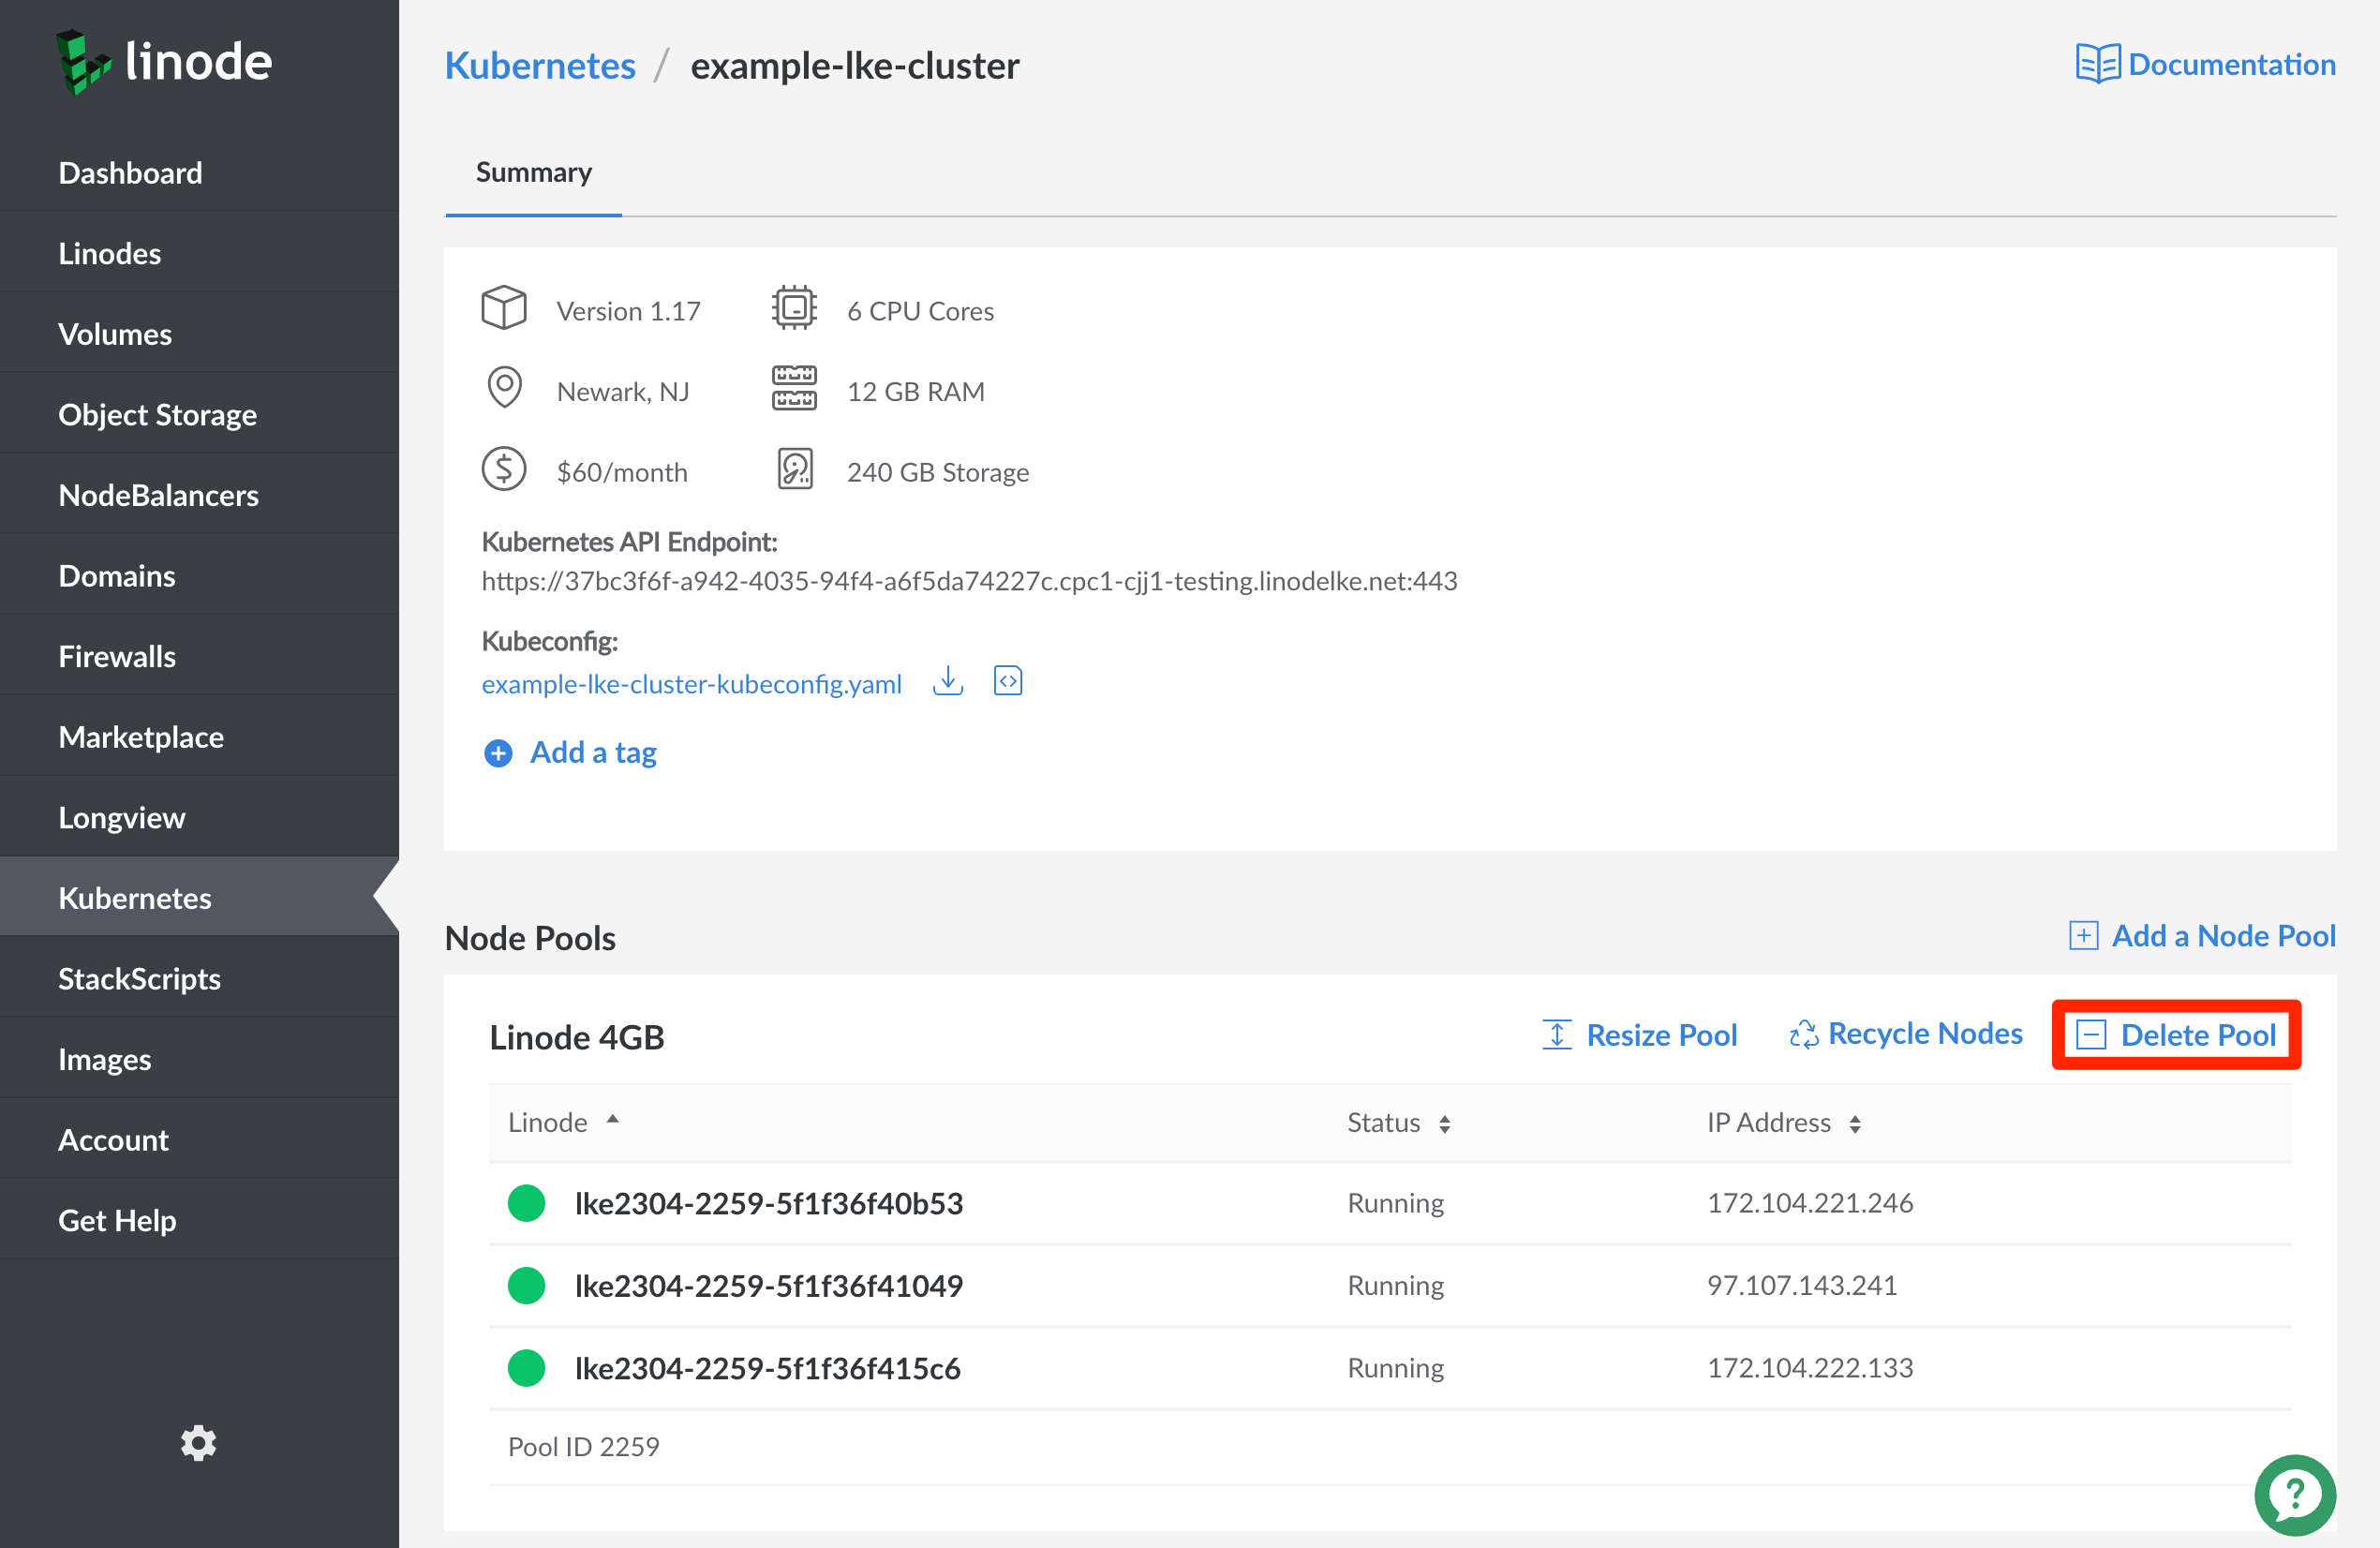 linode
Dashboard
Linodes
Volumes
Object Storage
NodeBalancers
Domains
Firewalls
Marketplace
Longview
Kubernetes
StackScripts
Images
Account
Get Help
Kubernetes / example-lke-cluster
Documentation
Summary
Version 1.17
6 CPU Cores
Newark, NJ
12 GB RAM
$60/month
240 GB Storage
Kubernetes API Endpoint:
https://37bc3f6f-a942-4035-94f4-a6f5da74227c.cpc1-cjj1-testing.linodelke.net:443
Kubeconfig:
example-lke-cluster-kubeconfig.yaml
Add a tag
Node Pools
Add a Node Pool
Linode 4GB
Resize Pool
Recycle Nodes
Delete Pool
Linode Status IP Address
lke2304-2259-5f1f36f40b53 Running 172.104.221.246
lke2304-2259-5f1f36f41049 Running 97.107.143.241
lke2304-2259-5f1f36f415c6 Running 172.104.222.133
Pool ID 2259
?